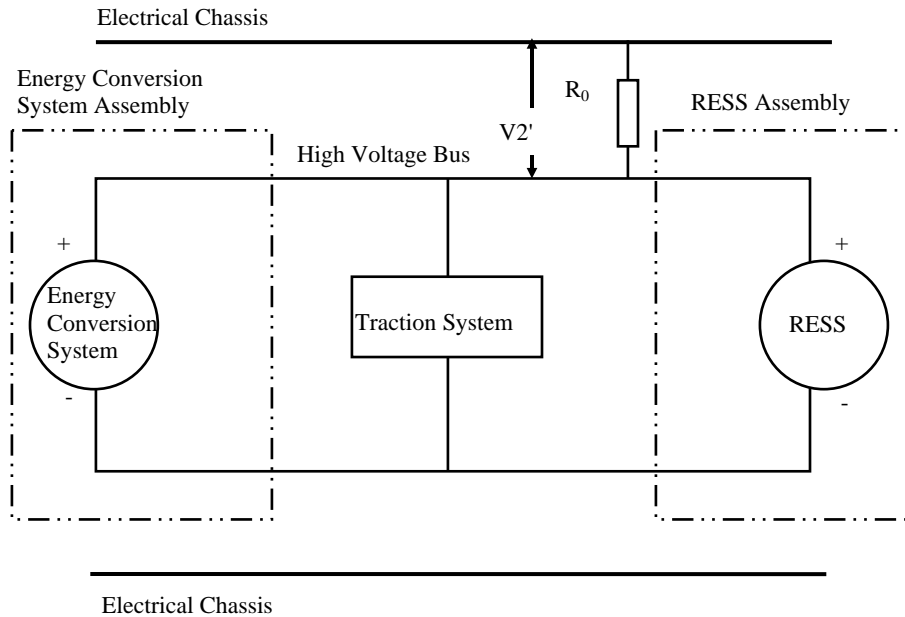 Electrical Chassis
Energy Conversion
System Assembly
R₀
RESS Assembly
V2'
High Voltage Bus
+
+
Energy
Conversion
System
Traction System
RESS
-
-
Electrical Chassis